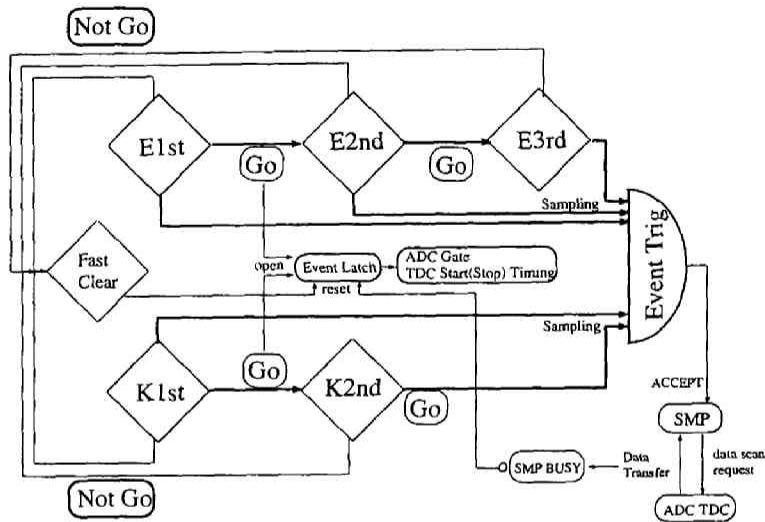 Not Go
E1st
E2nd
E3rd
Go
Go
Sampling
Fast
Clear
open
Event Latch
reset
ADC Gate
TDC Start(Stop) Timing
Event Trig
Sampling
K1st
Go
K2nd
Go
ACCEPT
SMP
Data
Transfer
data scan
request
SMP BUSY
ADC TDC
Not Go